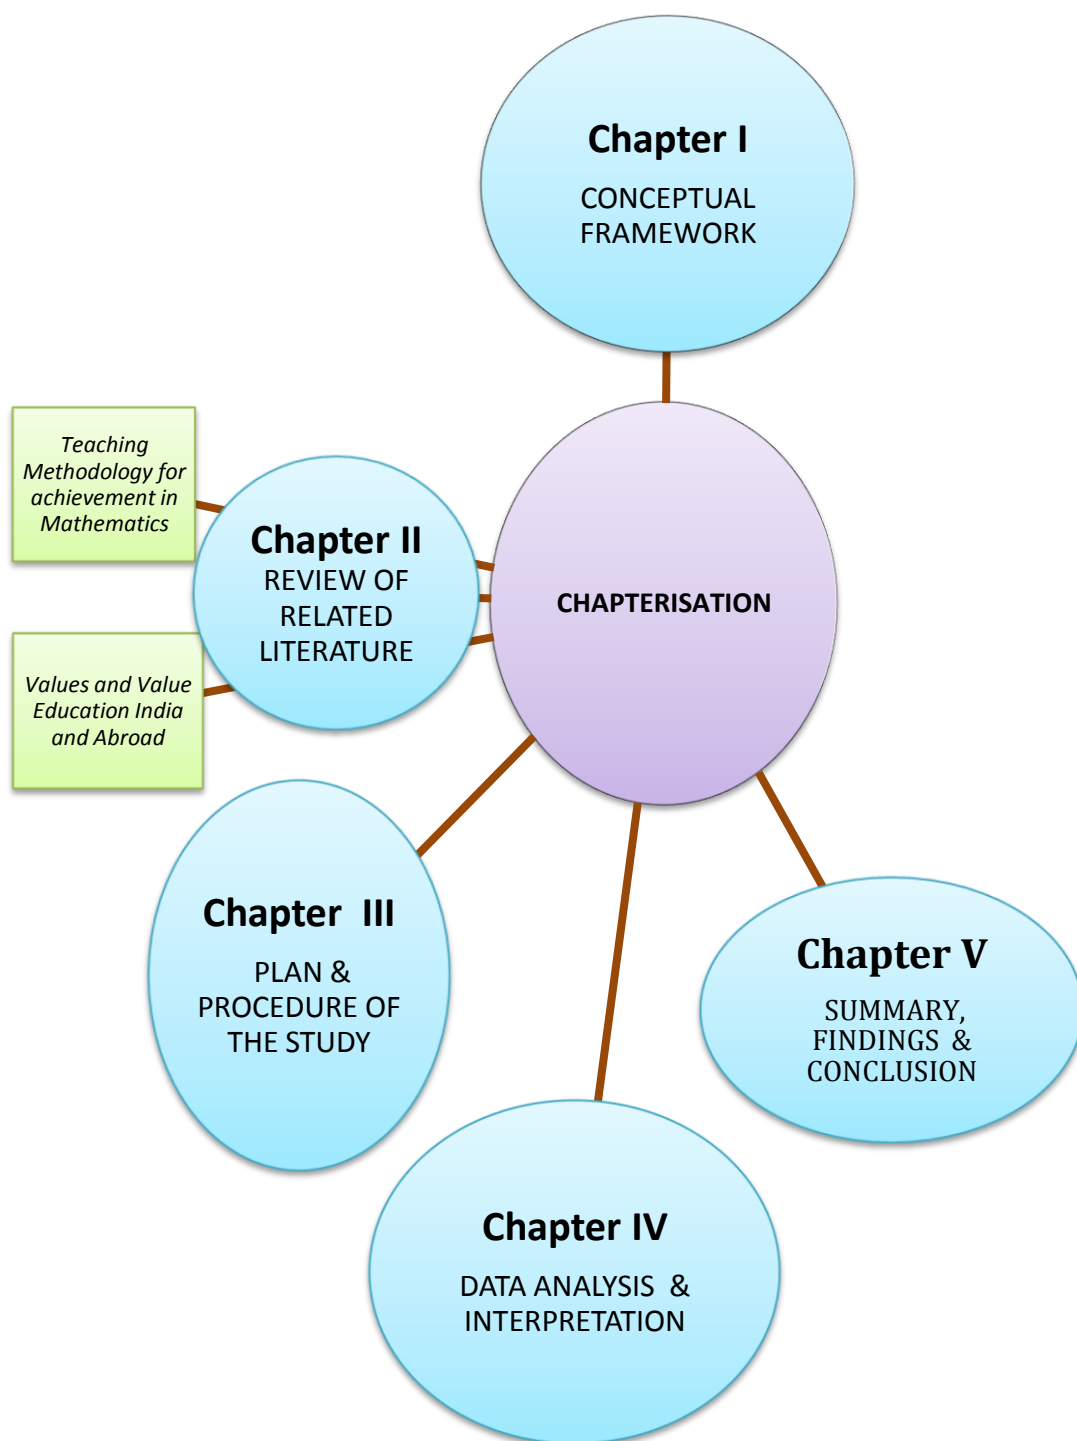 Chapter I
CONCEPTUAL
FRAMEWORK
Teaching
Methodology for
achievement in
Mathematics
Chapter II
REVIEW OF
RELATED
LITERATURE
CHAPTERISATION
Values and Value
Education India
and Abroad
Chapter III
PLAN &
PROCEDURE OF
THE STUDY
Chapter V
SUMMARY,
FINDINGS &
CONCLUSION
Chapter IV
DATA ANALYSIS &
INTERPRETATION